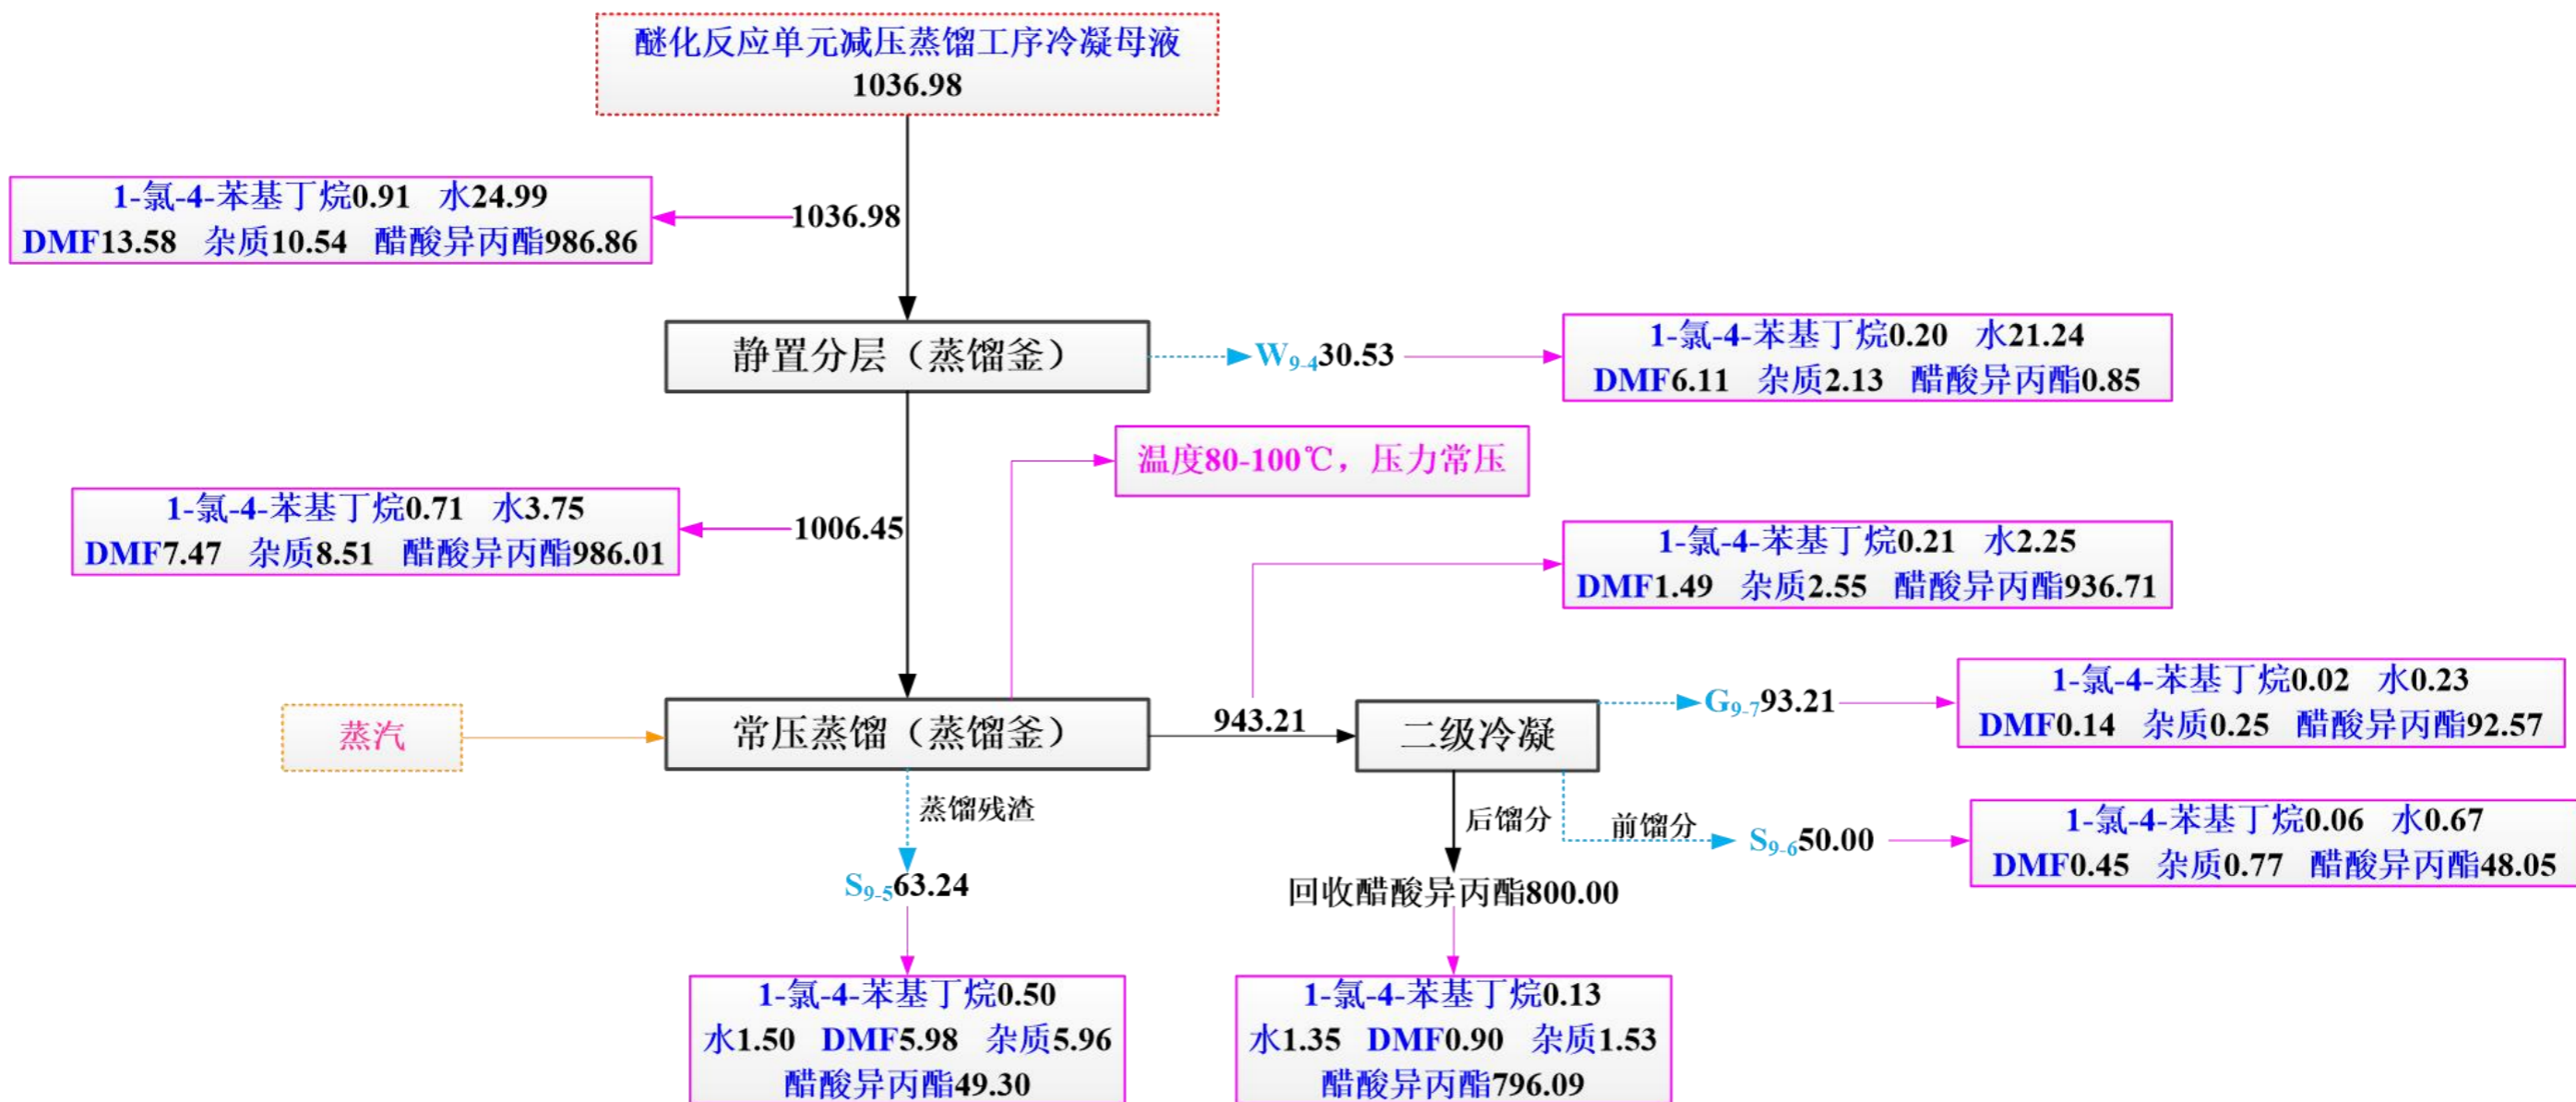 醚化反应单元减压蒸馏工序冷凝母液
1036.98
1-氯-4-苯基丁烷0.91 水24.99
DMF13.58 杂质10.54 醋酸异丙酯986.86
1036.98
静置分层（蒸馏釜）
W9-430.53
1-氯-4-苯基丁烷0.20 水21.24
DMF6.11 杂质2.13 醋酸异丙酯0.85
温度80-100℃，压力常压
1-氯-4-苯基丁烷0.71 水3.75
DMF7.47 杂质8.51 醋酸异丙酯986.01
1006.45
1-氯-4-苯基丁烷0.21 水2.25
DMF1.49 杂质2.55 醋酸异丙酯936.71
蒸汽
常压蒸馏（蒸馏釜）
943.21
二级冷凝
G9-793.21
1-氯-4-苯基丁烷0.02 水0.23
DMF0.14 杂质0.25 醋酸异丙酯92.57
蒸馏残渣
后馏分
前馏分
S9-650.00
1-氯-4-苯基丁烷0.06 水0.67
DMF0.45 杂质0.77 醋酸异丙酯48.05
S9-563.24
回收醋酸异丙酯800.00
1-氯-4-苯基丁烷0.50
水1.50 DMF5.98 杂质5.96
醋酸异丙酯49.30
1-氯-4-苯基丁烷0.13
水1.35 DMF0.90 杂质1.53
醋酸异丙酯796.09